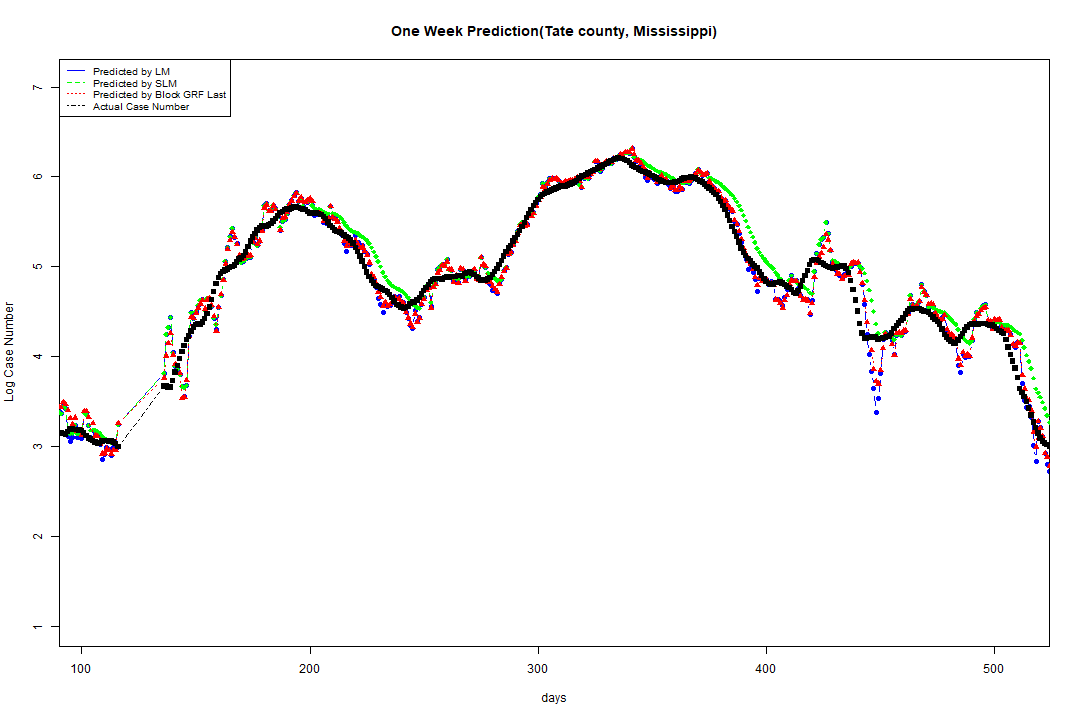 One Week Prediction(Tate county, Mississippi)
Predicted by LM
Predicted by SLM
Predicted by Block GRF Last
Actual Case Number
7
6
5
4
3
2
1
Log Case Number
100 200 300 400 500
days